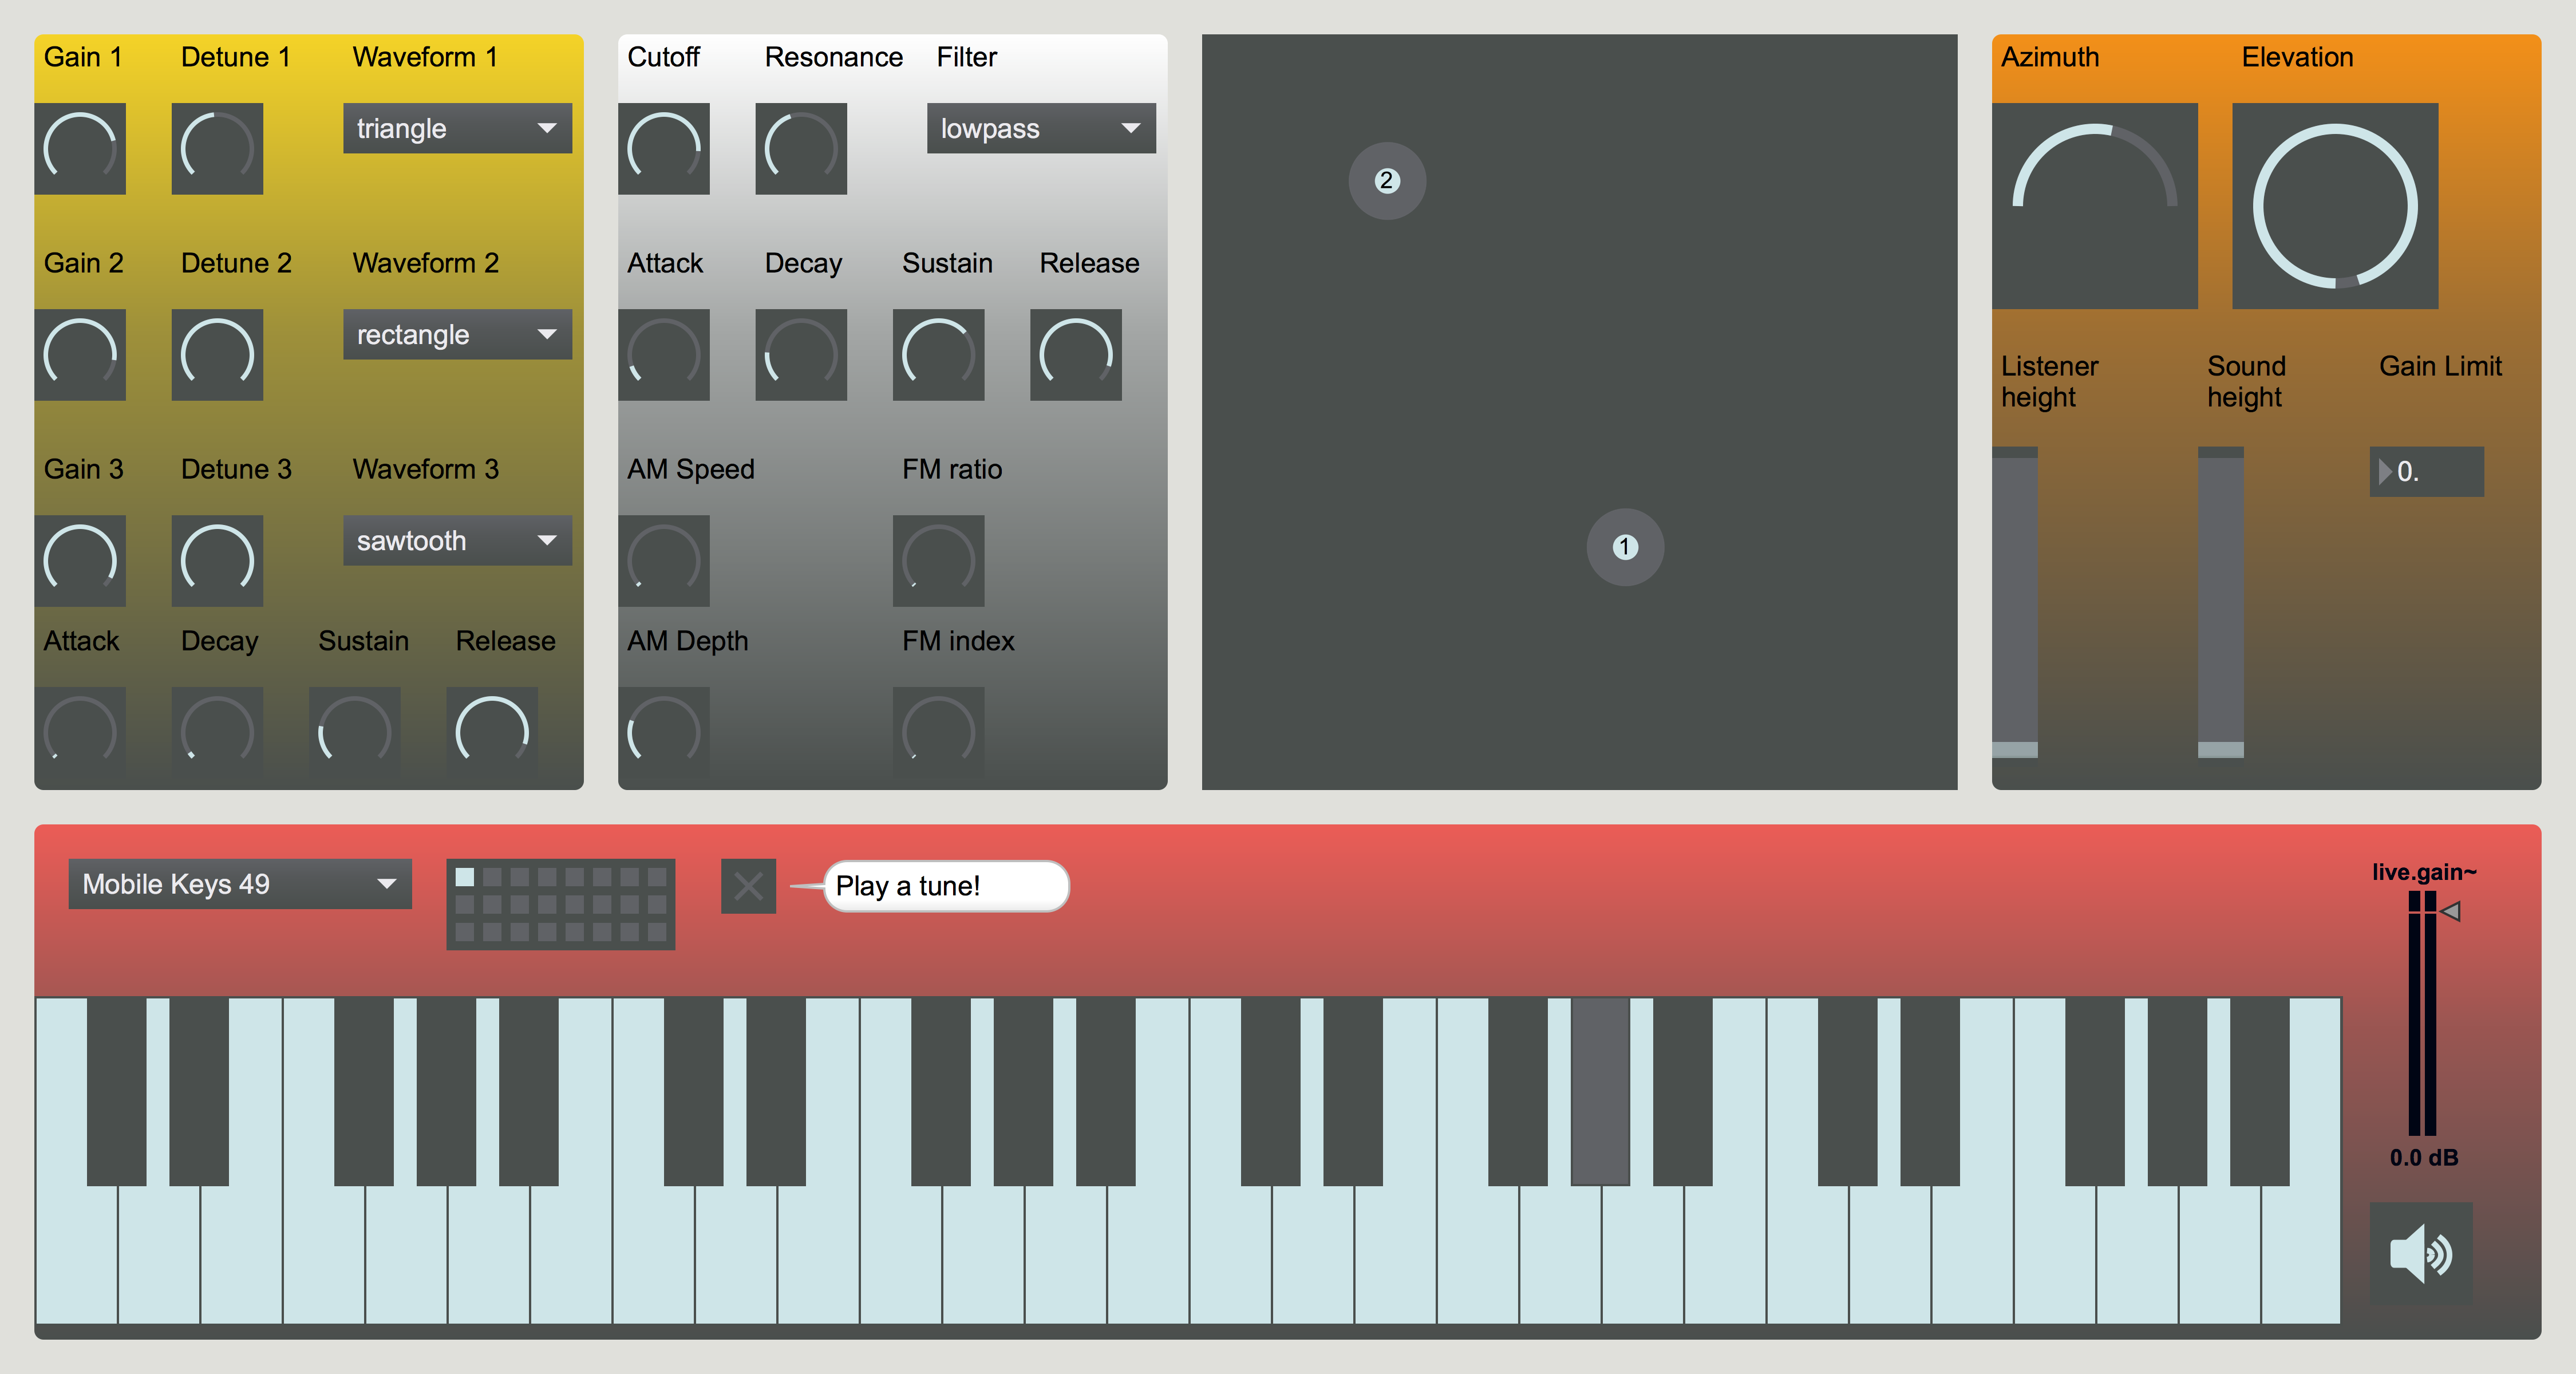 Gain 1 Detune 1 Waveform 1
triangle
Gain 2 Detune 2 Waveform 2
rectangle
Gain 3 Detune 3 Waveform 3
sawtooth
Attack Decay Sustain Release
Cutoff Resonance Filter
lowpass
Attack Decay Sustain Release
AM Speed FM ratio
AM Depth FM index
2
1
Azimuth Elevation
Listener Sound Gain Limit
height height
0.
Mobile Keys 49
Play a tune!
live.gain~
0.0 dB